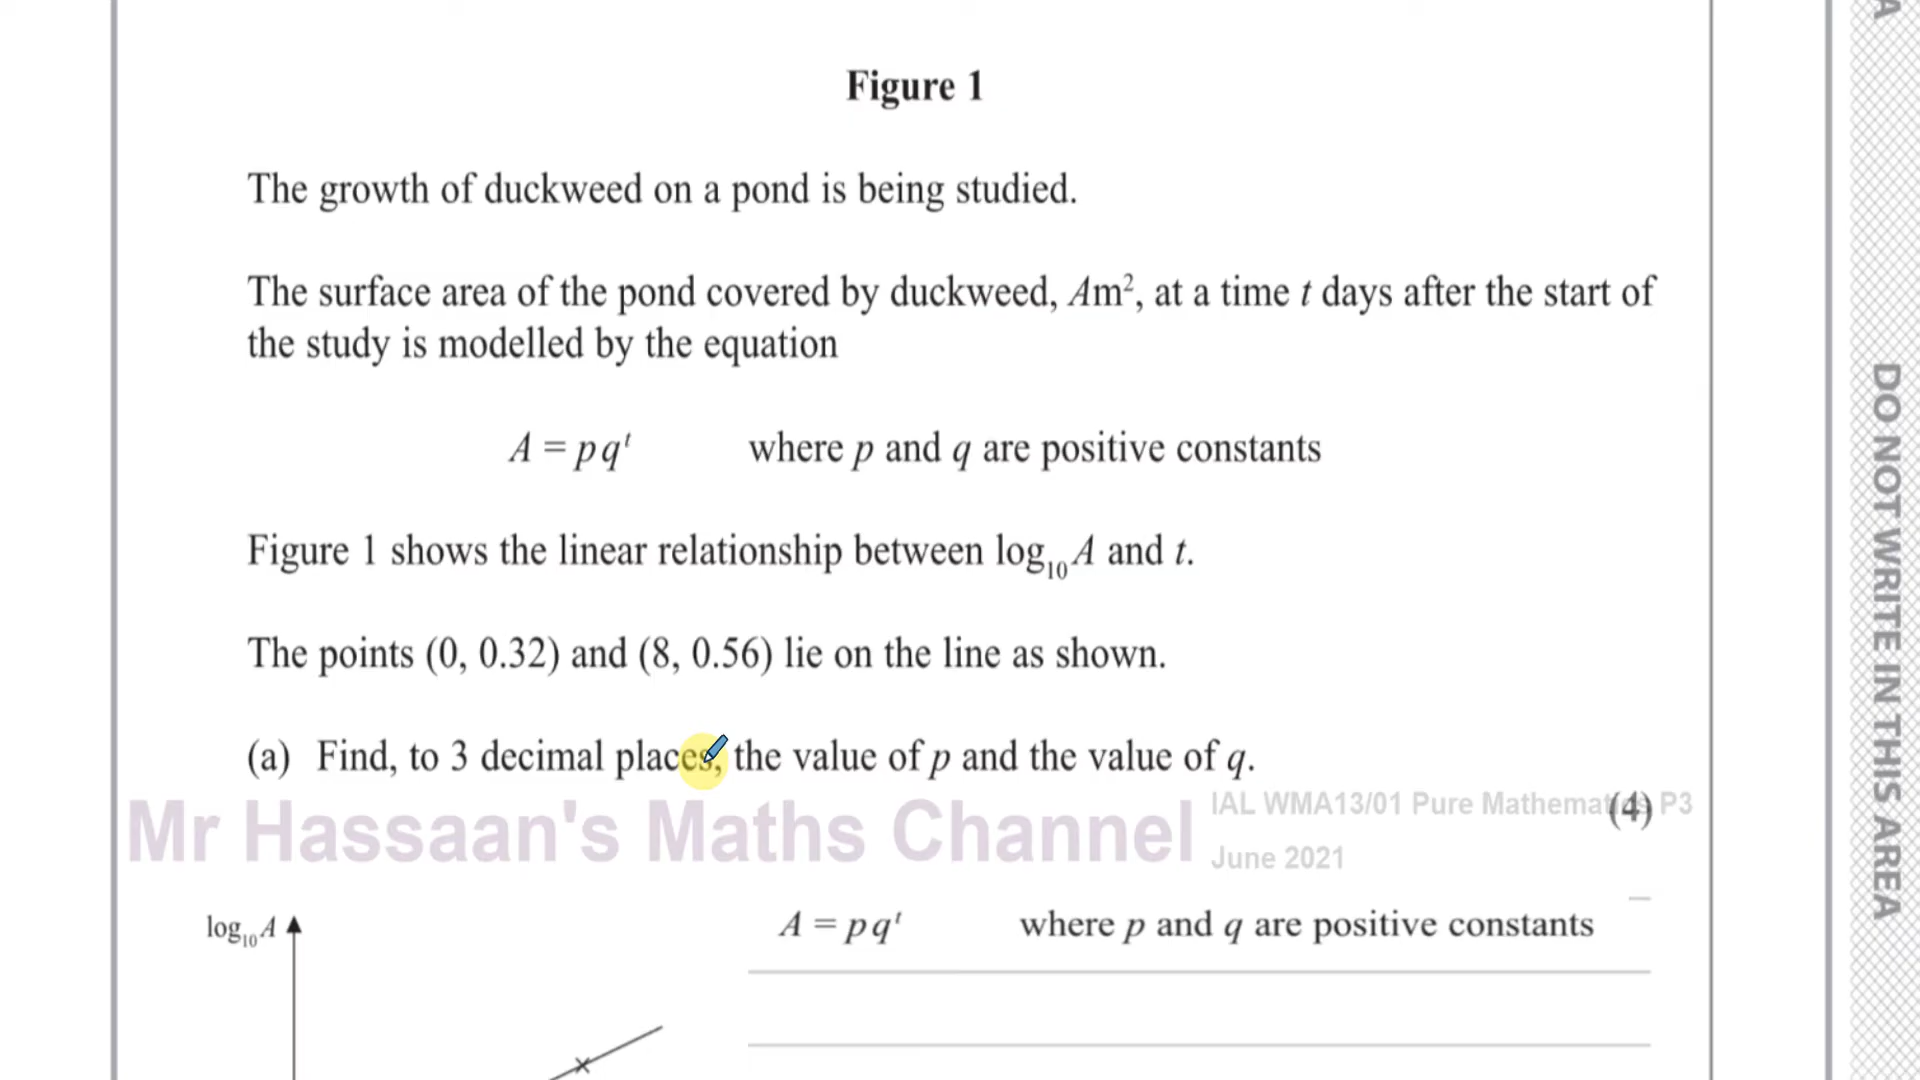 A
Figure 1
The growth of duckweed on a pond is being studied.
The surface area of the pond covered by duckweed, Am², at a time t days after the start of
the study is modelled by the equation
A = pqᵗ where p and q are positive constants
Figure 1 shows the linear relationship between log₁₀ A and t.
The points (0, 0.32) and (8, 0.56) lie on the line as shown.
(a) Find, to 3 decimal places, the value of p and the value of q.
(4)
Mr Hassaan's Maths Channel
IAL WMA13/01 Pure Mathematics P3
June 2021
log₁₀ A
A = pqᵗ where p and q are positive constants
DO NOT WRITE IN THIS AREA